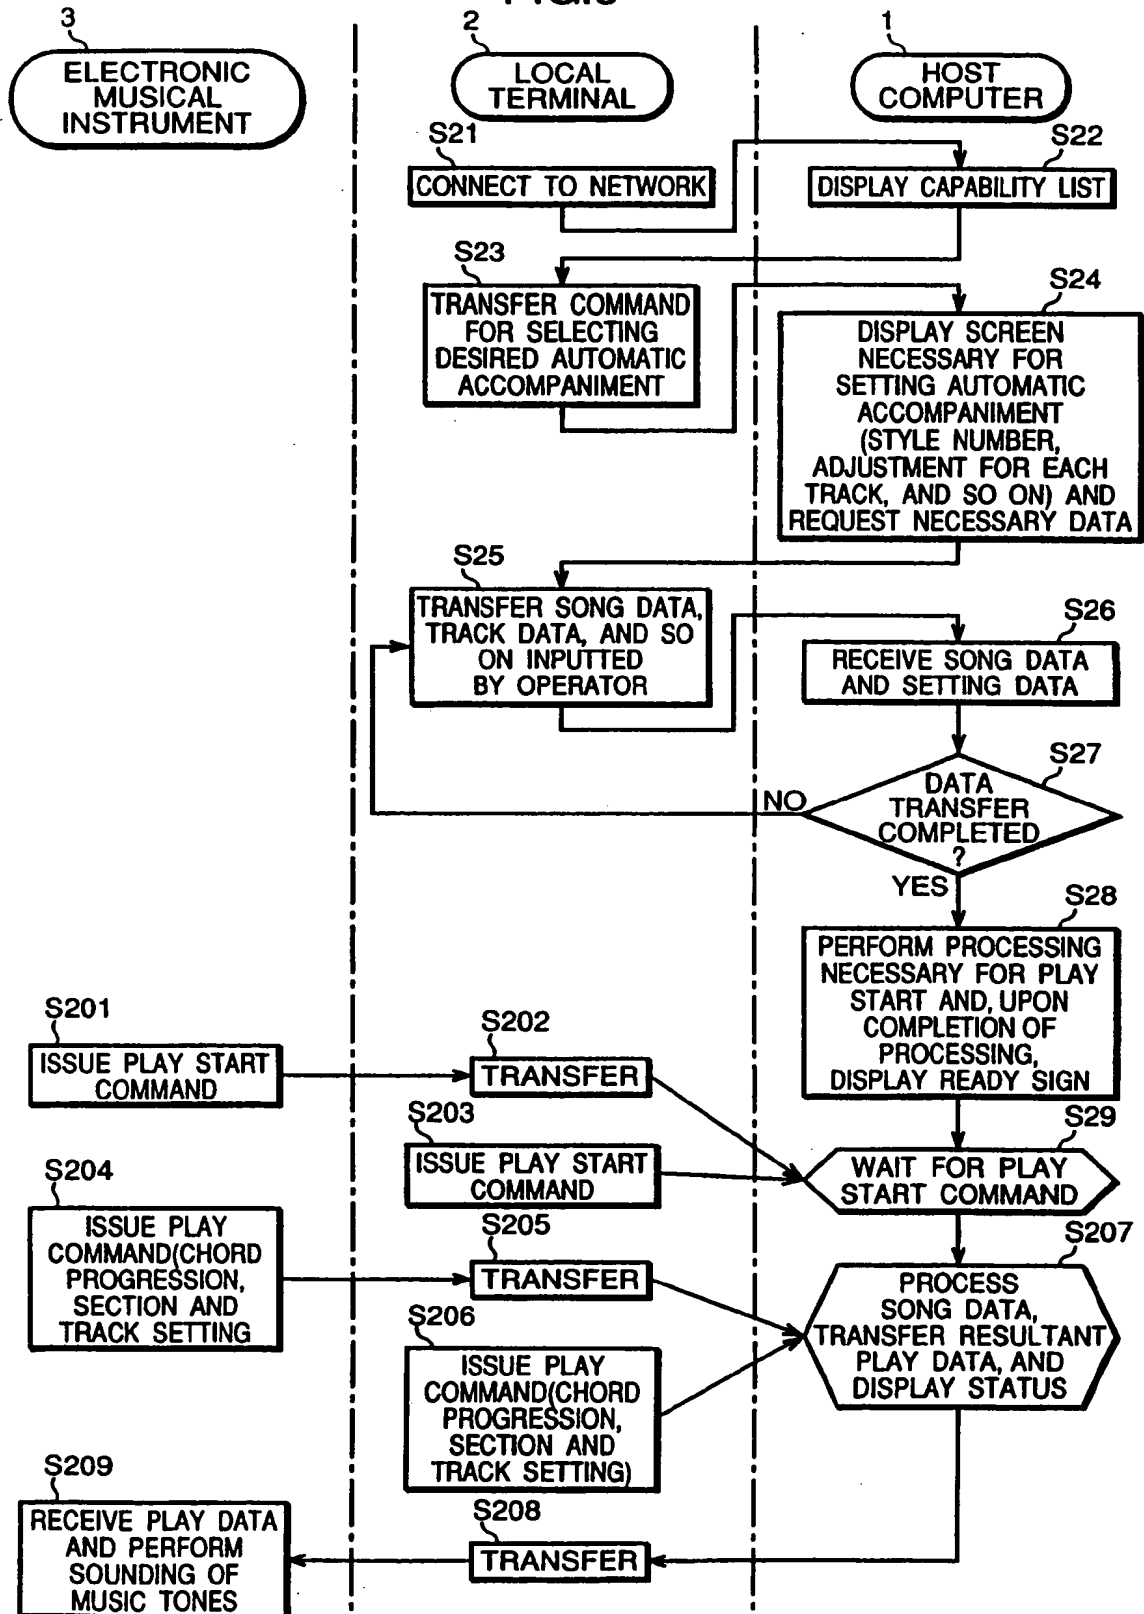 3
ELECTRONIC
MUSICAL
INSTRUMENT
2
LOCAL
TERMINAL
1
HOST
COMPUTER
S21
CONNECT TO NETWORK
S22
DISPLAY CAPABILITY LIST
S23
TRANSFER COMMAND
FOR SELECTING
DESIRED AUTOMATIC
ACCOMPANIMENT
S24
DISPLAY SCREEN
NECESSARY FOR
SETTING AUTOMATIC
ACCOMPANIMENT
(STYLE NUMBER,
ADJUSTMENT FOR EACH
TRACK, AND SO ON) AND
REQUEST NECESSARY DATA
S25
TRANSFER SONG DATA,
TRACK DATA, AND SO
ON INPUTTED
BY OPERATOR
S26
RECEIVE SONG DATA
AND SETTING DATA
S27
DATA
TRANSFER
COMPLETED
?
NO
YES
S28
PERFORM PROCESSING
NECESSARY FOR PLAY
START AND, UPON
COMPLETION OF
PROCESSING,
DISPLAY READY SIGN
S201
ISSUE PLAY START
COMMAND
S202
TRANSFER
S203
ISSUE PLAY START
COMMAND
S29
WAIT FOR PLAY
START COMMAND
S204
ISSUE PLAY
COMMAND(CHORD
PROGRESSION,
SECTION AND
TRACK SETTING
S205
TRANSFER
S206
ISSUE PLAY
COMMAND(CHORD
PROGRESSION,
SECTION AND
TRACK SETTING)
S207
PROCESS
SONG DATA,
TRANSFER RESULTANT
PLAY DATA, AND
DISPLAY STATUS
S208
TRANSFER
S209
RECEIVE PLAY DATA
AND PERFORM
SOUNDING OF
MUSIC TONES